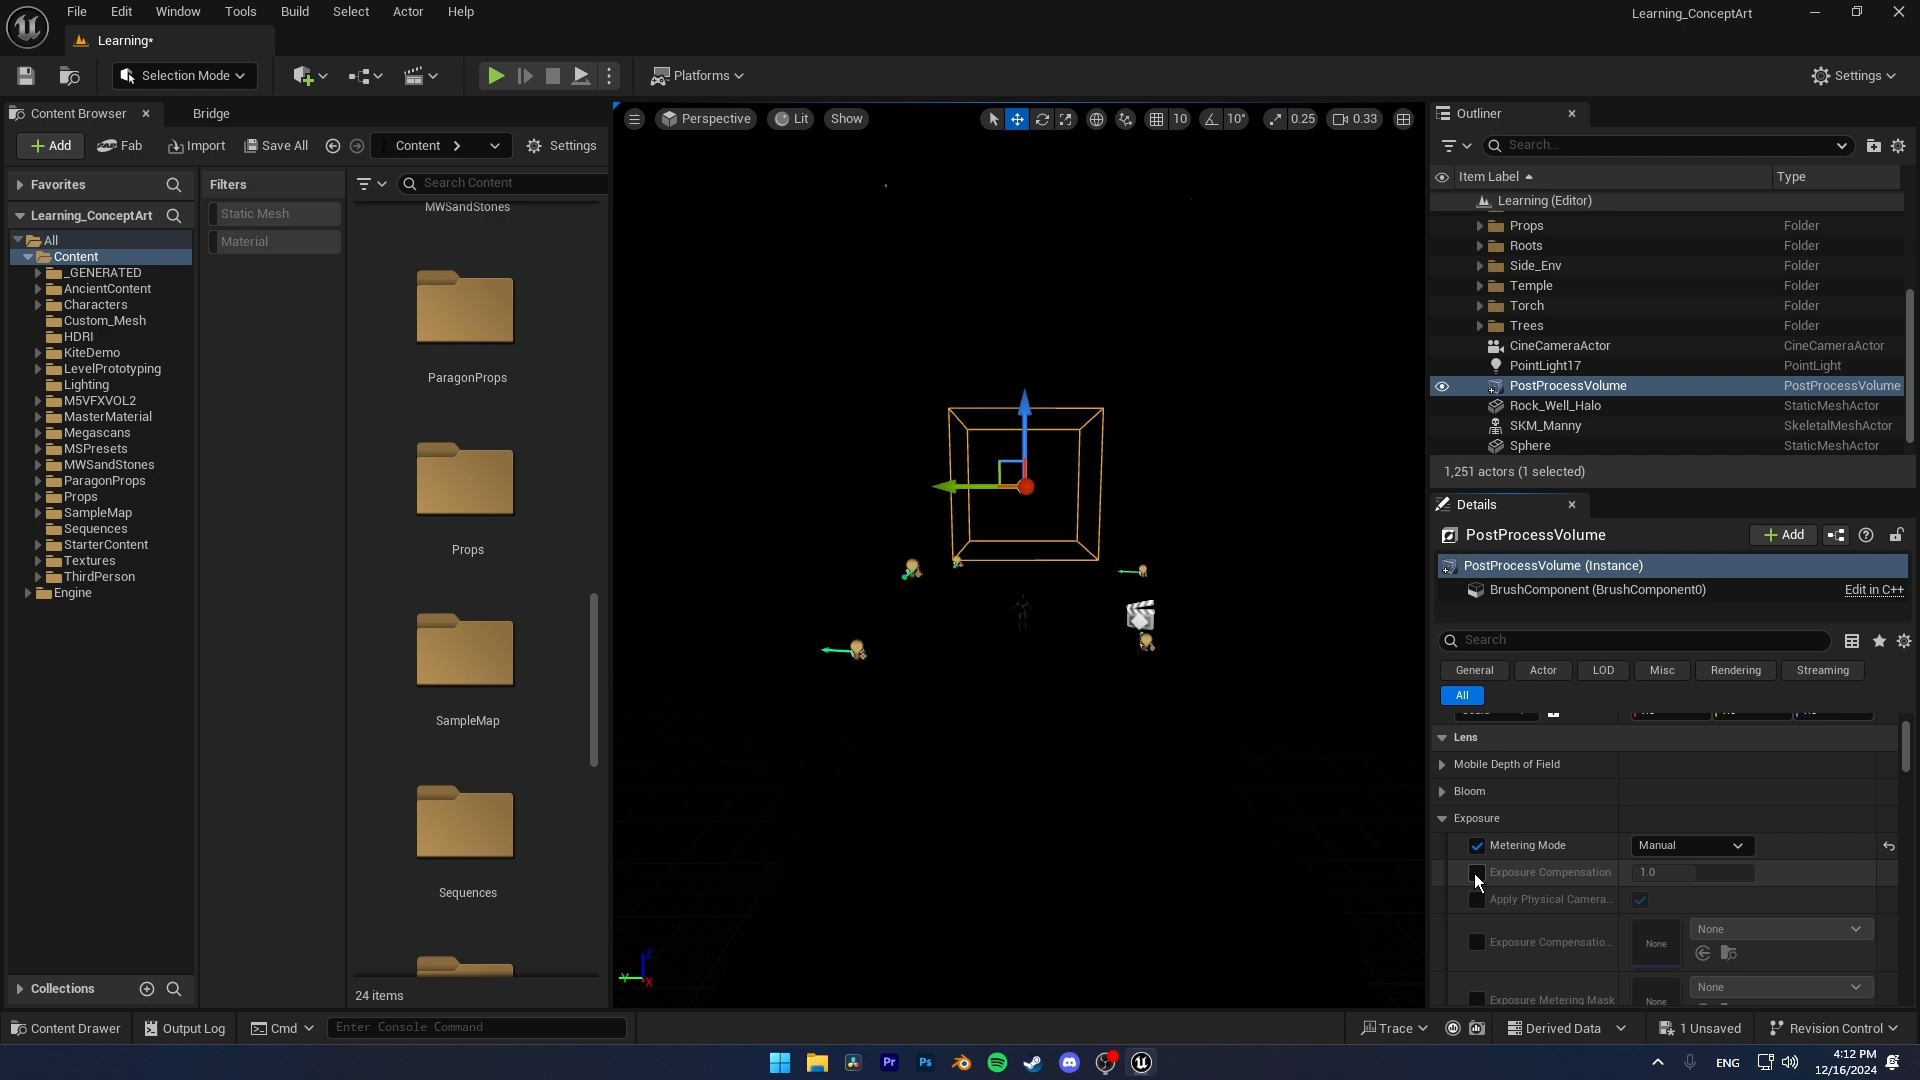 File Edit Window Tools Build Select Actor Help
Learning_ConceptArt
Learning*
Selection Mode
Platforms
Settings
Content Browser
Bridge
Add
Fab
Import
Save All
Content
Settings
Favorites
Learning_ConceptArt
All
Content
_GENERATED
AncientContent
Characters
Custom_Mesh
HDRI
KiteDemo
LevelPrototyping
Lighting
M5VFXVOL2
MasterMaterial
Megascans
MSPresets
MWSandStones
ParagonProps
Props
SampleMap
Sequences
StarterContent
Textures
ThirdPerson
Engine
Collections
Filters
Static Mesh
Material
Search Content
MWSandStones
ParagonProps
Props
SampleMap
Sequences
24 items
Perspective Lit Show
10 10° 0.25 0.33
Z
Y
X
Outliner
Search...
Item Label Type
Learning (Editor)
Props Folder
Roots Folder
Side_Env Folder
Temple Folder
Torch Folder
Trees Folder
CineCameraActor CineCameraActor
PointLight17 PointLight
PostProcessVolume PostProcessVolume
Rock_Well_Halo StaticMeshActor
SKM_Manny SkeletalMeshActor
Sphere StaticMeshActor
1,251 actors (1 selected)
Details
PostProcessVolume
Add
PostProcessVolume (Instance)
BrushComponent (BrushComponent0) Edit in C++
Search
General Actor LOD Misc Rendering Streaming
All
Lens
Mobile Depth of Field
Bloom
Exposure
Metering Mode Manual
Exposure Compensation 1.0
Apply Physical Camera...
Exposure Compensatio... None None
Exposure Metering Mask None None
Content Drawer Output Log Cmd Enter Console Command Trace Derived Data 1 Unsaved Revision Control
Pr Ps
ENG
4:12 PM
12/16/2024